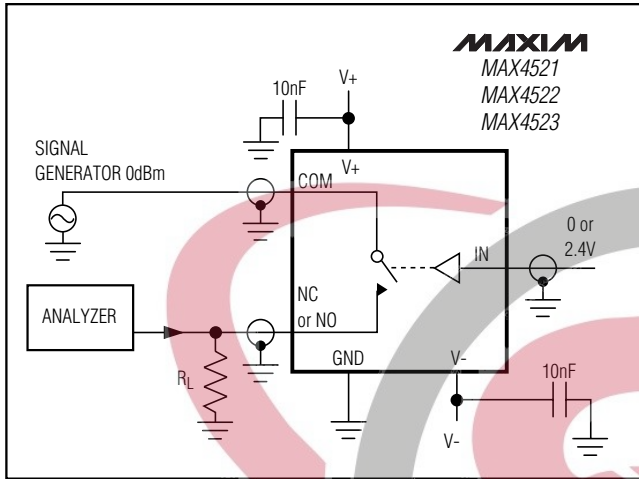 MAXIM
MAX4521
MAX4522
MAX4523
V+
10nF
V+
SIGNAL
GENERATOR 0dBm
COM
0 or
2.4V
IN
NC
or NO
ANALYZER
RL
GND
V-
10nF
V-